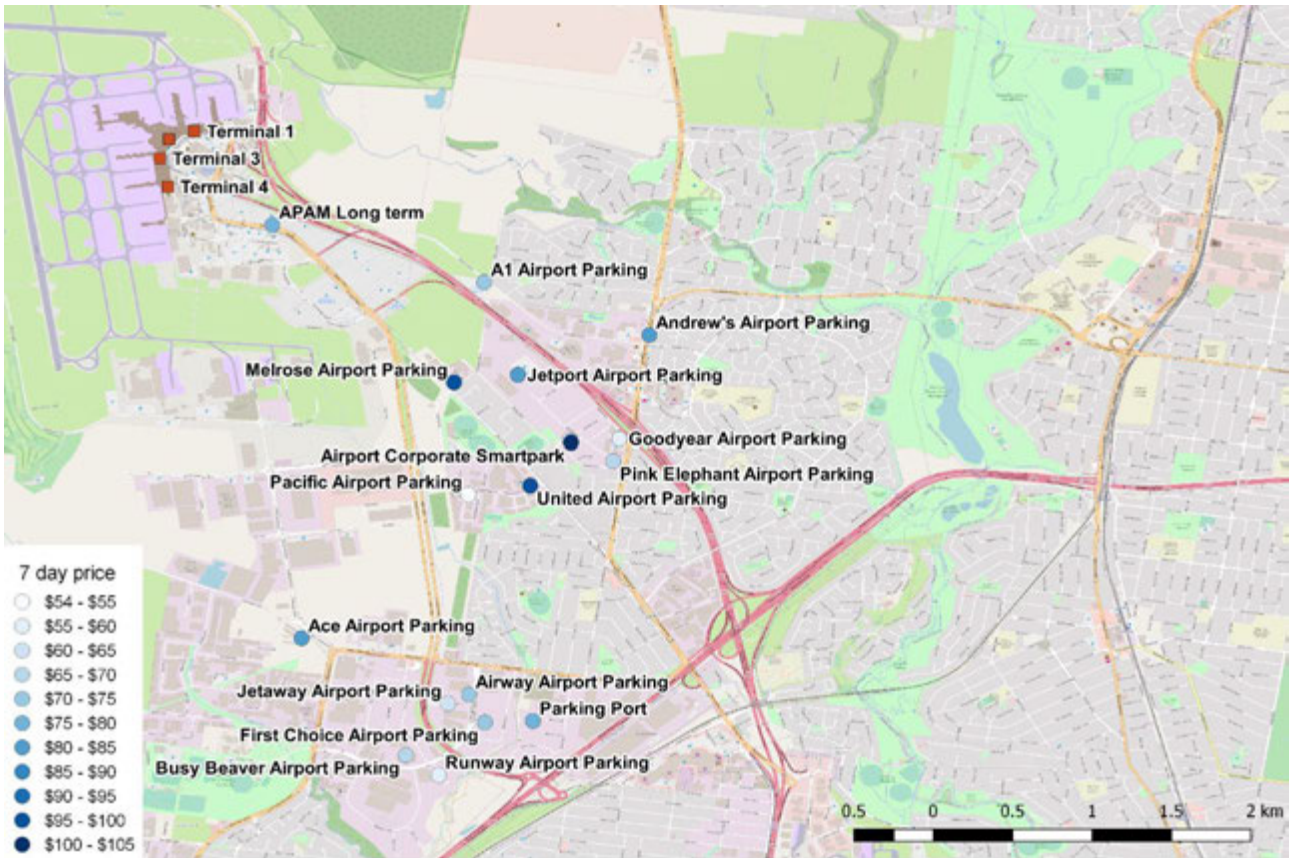 Terminal 1
Terminal 3
Terminal 4
APAM Long term
A1 Airport Parking
Andrew's Airport Parking
Melrose Airport Parking
Jetport Airport Parking
Goodyear Airport Parking
Airport Corporate Smartpark
Pink Elephant Airport Parking
Pacific Airport Parking
United Airport Parking
Ace Airport Parking
Airway Airport Parking
Jetaway Airport Parking
Parking Port
First Choice Airport Parking
Runway Airport Parking
Busy Beaver Airport Parking
7 day price
$54 - $55
$55 - $60
$60 - $65
$65 - $70
$70 - $75
$75 - $80
$80 - $85
$85 - $90
$90 - $95
$95 - $100
$100 - $105
0.5 0 0.5 1 1.5 2 km